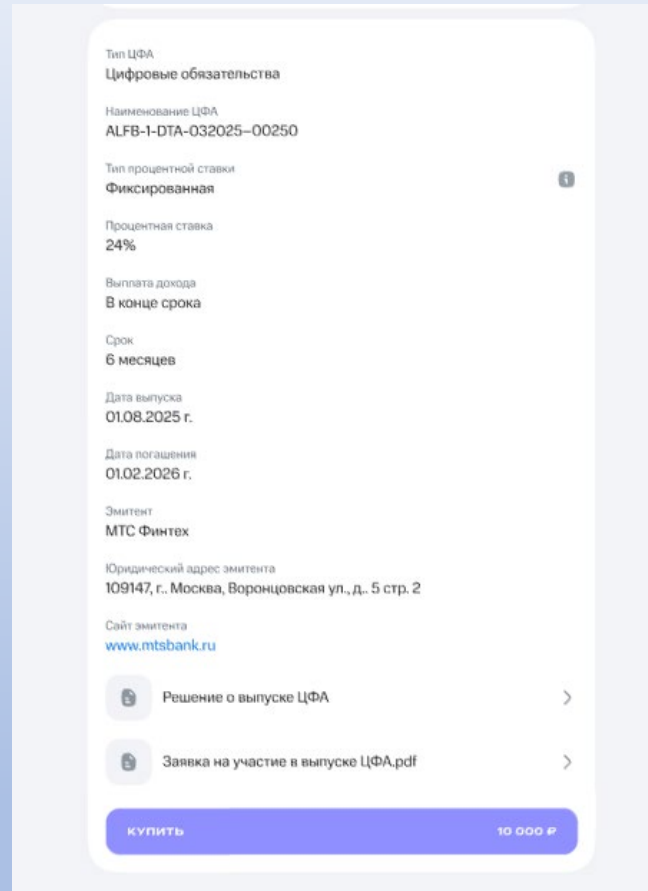 Тип ЦФА
Цифровые обязательства
Наименование ЦФА
ALFB-1-DTA-032025–00250
Тип процентной ставки
Фиксированная
Процентная ставка
24%
Выплата дохода
В конце срока
Срок
6 месяцев
Дата выпуска
01.08.2025 г.
Дата погашения
01.02.2026 г.
Эмитент
МТС Финтех
Юридический адрес эмитента
109147, г.. Москва, Воронцовская ул., д.. 5 стр. 2
Сайт эмитента
www.mtsbank.ru
Решение о выпуске ЦФА
Заявка на участие в выпуске ЦФА.pdf
КУПИТЬ 10 000 ₽